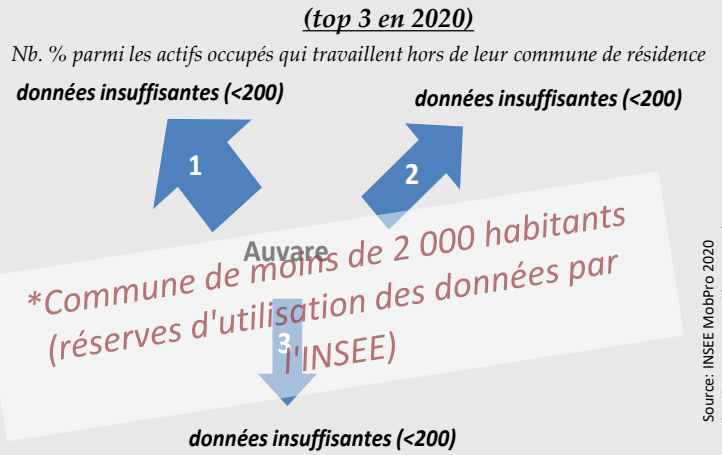 (top 3 en 2020)
Nb. % parmi les actifs occupés qui travaillent hors de leur commune de résidence
données insuffisantes (<200)
données insuffisantes (<200)
1
2
Auvare
*Commune de moins de 2 000 habitants
(réserves d'utilisation des données par
l'INSEE)
3
données insuffisantes (<200)
Source: INSEE MobPro 2020